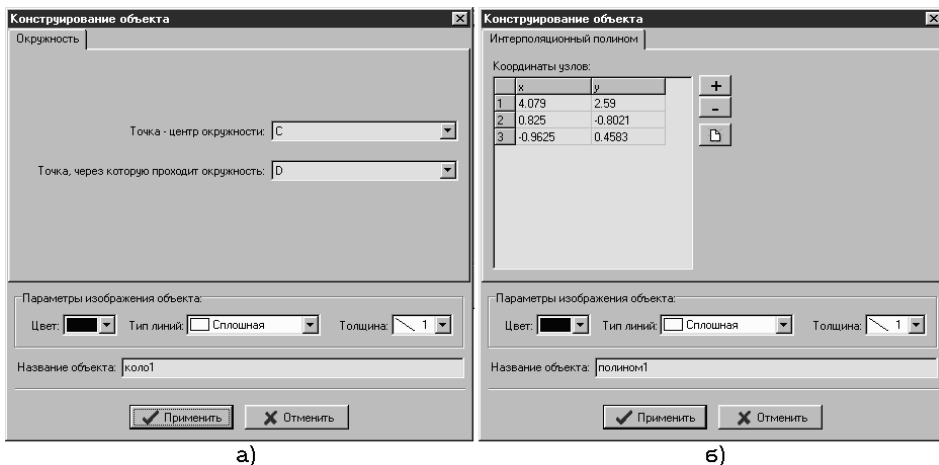 Конструирование объекта
Окружность
Точка - центр окружности: C
Точка, через которую проходит окружность: D
Параметры изображения объекта:
Цвет: Тип линий: Сплошная Толщина: 1
Название объекта: коло1
Применить Отменить
а)
Конструирование объекта
Интерполяционный полином
Координаты узлов:
x y
1 4.079 2.59
2 0.825 -0.8021
3 -0.9625 0.4583
+
-
Параметры изображения объекта:
Цвет: Тип линий: Сплошная Толщина: 1
Название объекта: полином1
Применить Отменить
б)